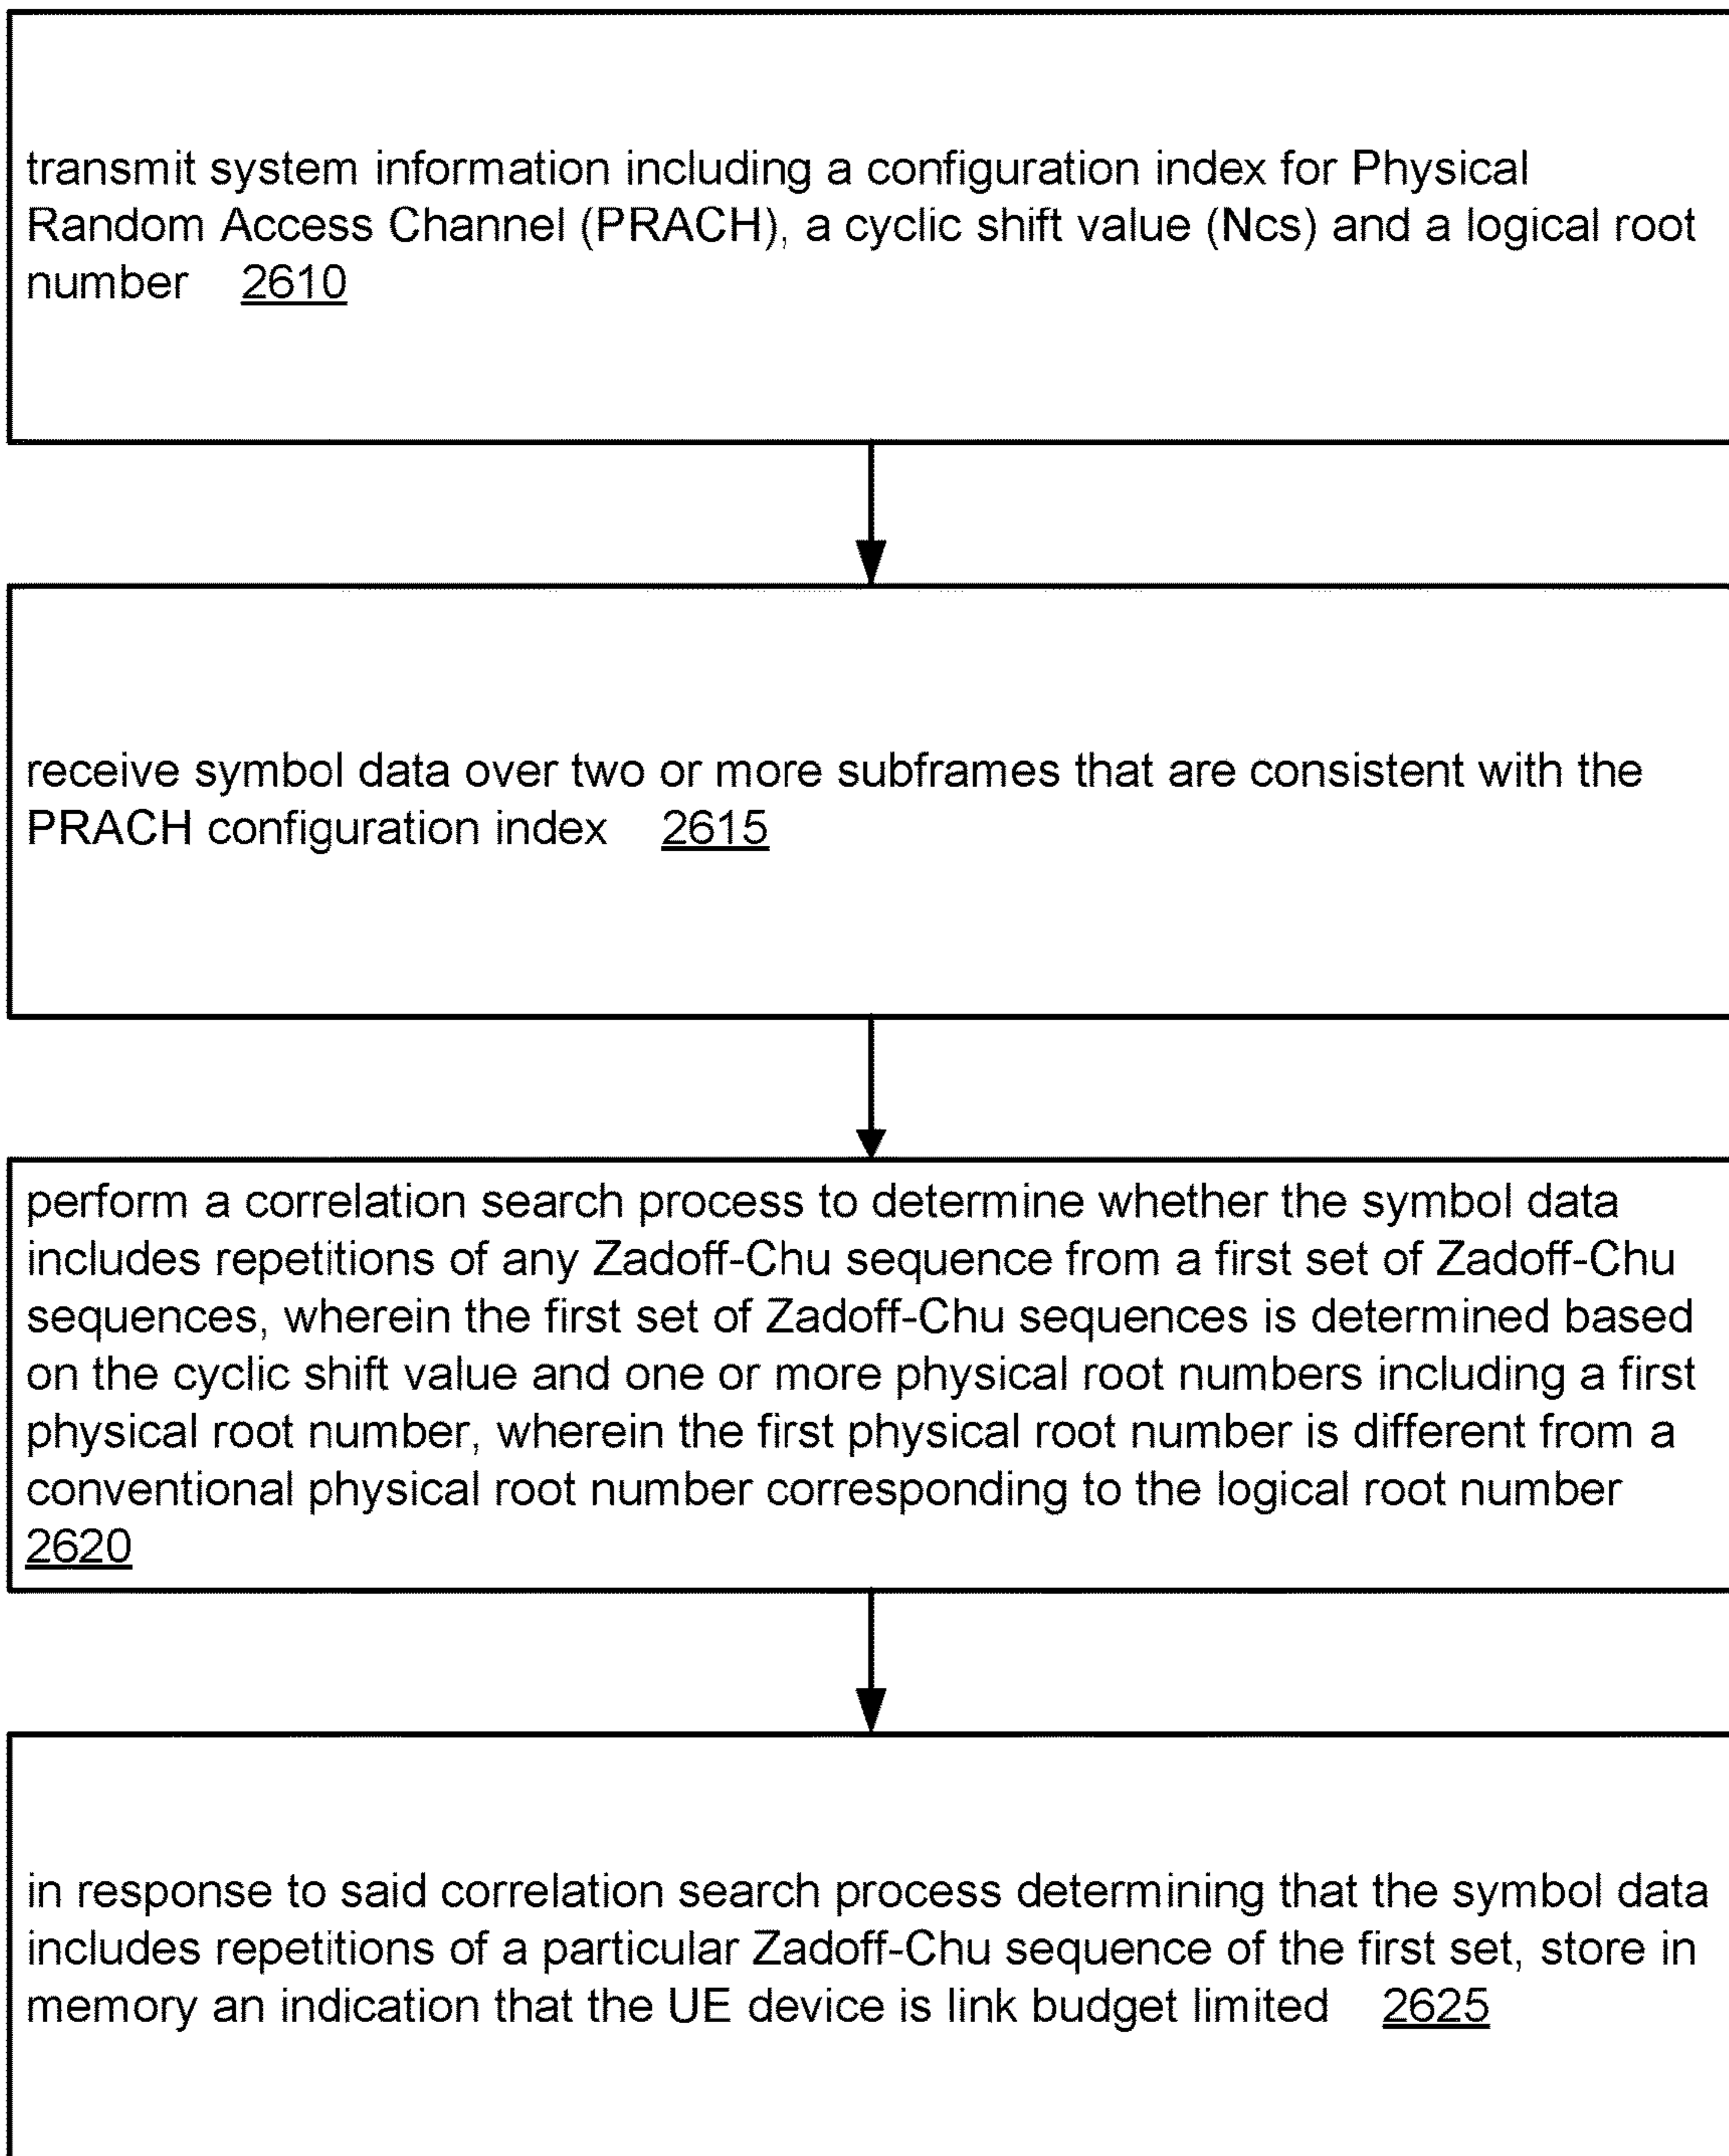 transmit system information including a configuration index for Physical
Random Access Channel (PRACH), a cyclic shift value (Ncs) and a logical root
number 2610
receive symbol data over two or more subframes that are consistent with the
PRACH configuration index 2615
perform a correlation search process to determine whether the symbol data
includes repetitions of any Zadoff-Chu sequence from a first set of Zadoff-Chu
sequences, wherein the first set of Zadoff-Chu sequences is determined based
on the cyclic shift value and one or more physical root numbers including a first
physical root number, wherein the first physical root number is different from a
conventional physical root number corresponding to the logical root number
2620
in response to said correlation search process determining that the symbol data
includes repetitions of a particular Zadoff-Chu sequence of the first set, store in
memory an indication that the UE device is link budget limited 2625